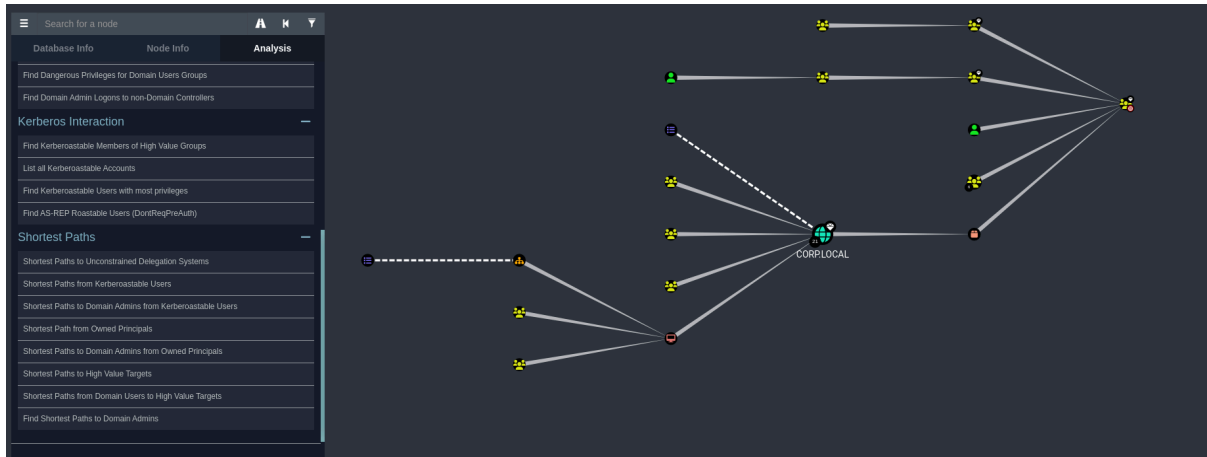 Search for a node
Database Info
Node Info
Analysis
Find Dangerous Privileges for Domain Users Groups
Find Domain Admin Logons to non-Domain Controllers
Kerberos Interaction
Find Kerberoastable Members of High Value Groups
List all Kerberoastable Accounts
Find Kerberoastable Users with most privileges
Find AS-REP Roastable Users (DontReqPreAuth)
Shortest Paths
Shortest Paths to Unconstrained Delegation Systems
Shortest Paths from Kerberoastable Users
Shortest Paths to Domain Admins from Kerberoastable Users
Shortest Path from Owned Principals
Shortest Paths to Domain Admins from Owned Principals
Shortest Paths to High Value Targets
Shortest Paths from Domain Users to High Value Targets
Find Shortest Paths to Domain Admins
21
CORP.LOCAL